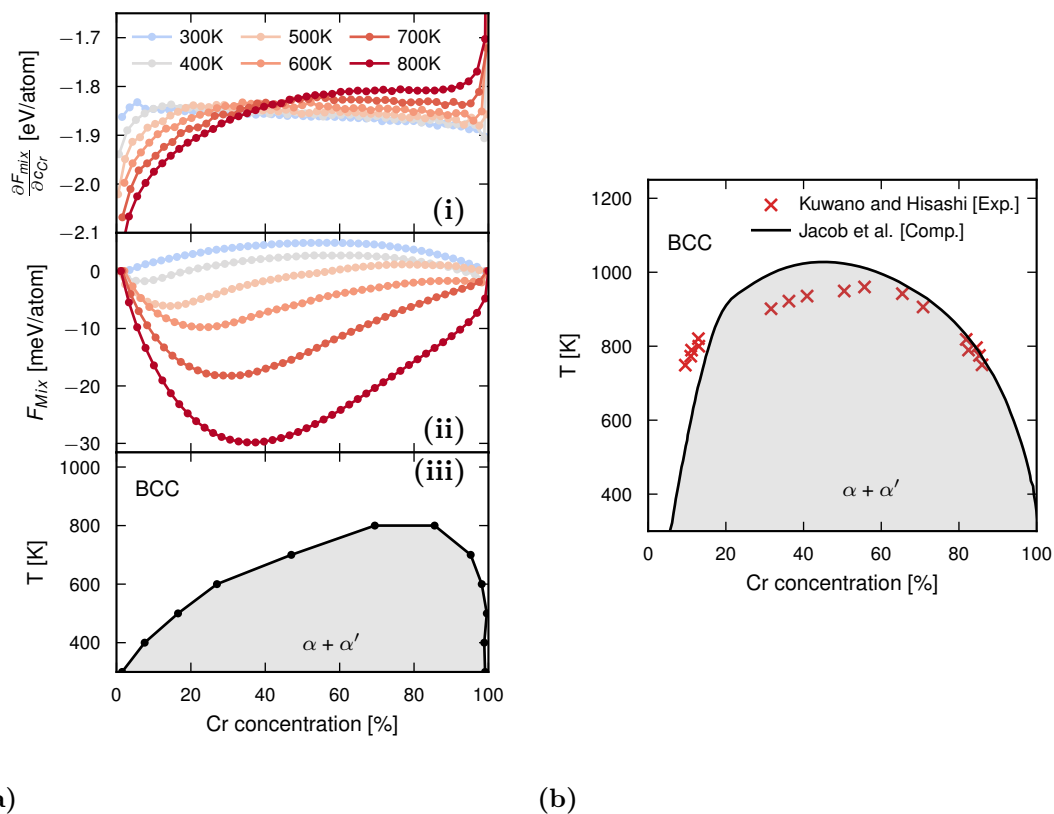 −1.7
−1.8
−1.9
−2.0
−2.1
∂F_mix/∂c_Cr [eV/atom]
300K 500K 700K
400K 600K 800K
(i)
0
−10
−20
−30
F_Mix [meV/atom]
(ii)
1000
800
600
400
T [K]
(iii)
BCC
α + α′
0 20 40 60 80 100
Cr concentration [%]
1200
1000
800
600
400
T [K]
Kuwano and Hisashi [Exp.]
Jacob et al. [Comp.]
BCC
α + α′
0 20 40 60 80 100
Cr concentration [%]
)
(b)